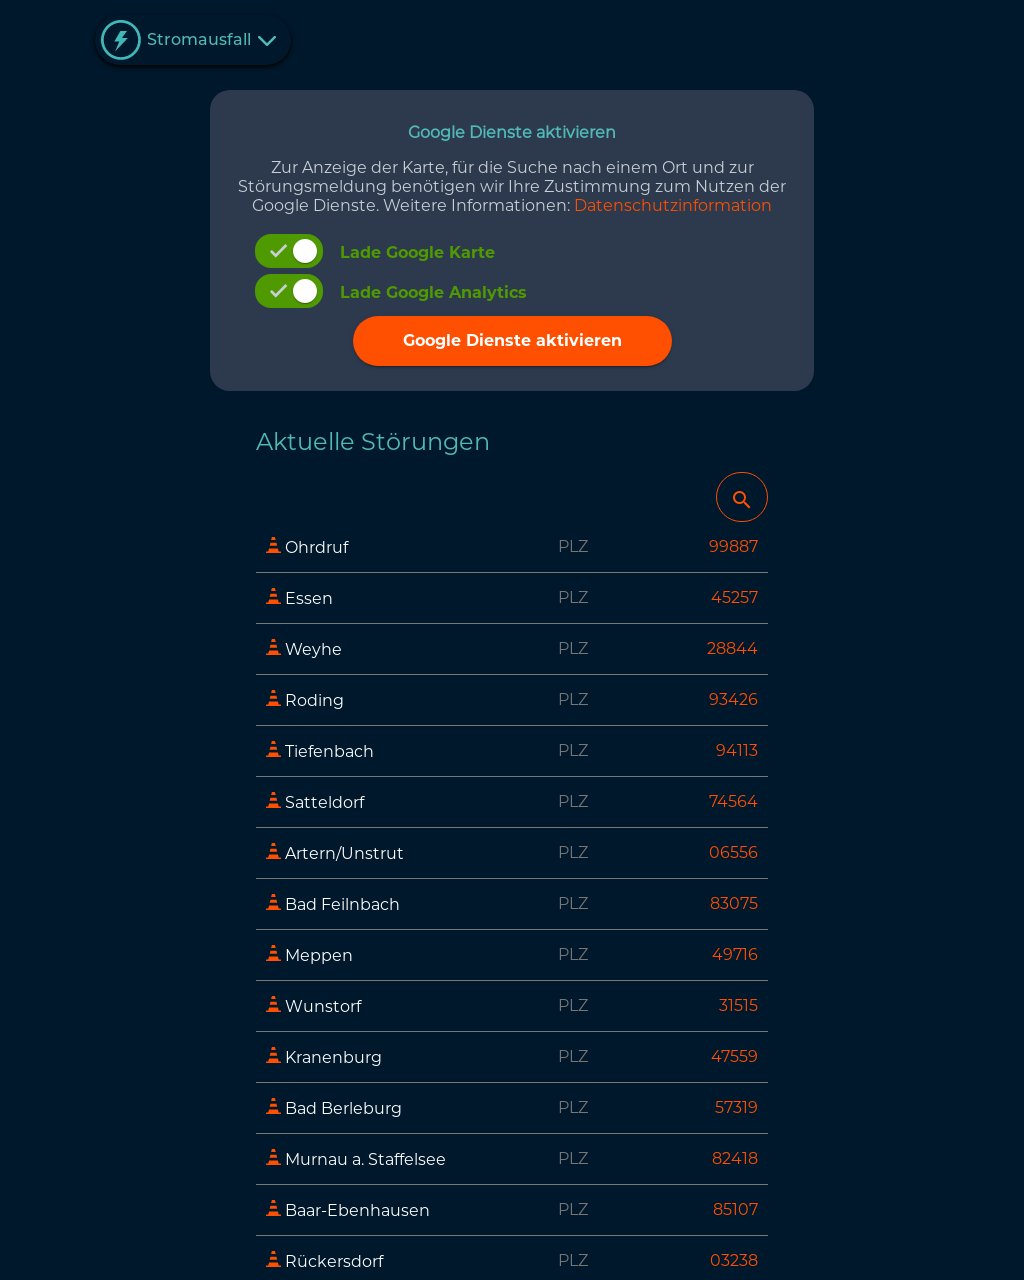 Stromausfall
Google Dienste aktivieren
Zur Anzeige der Karte, für die Suche nach einem Ort und zur
Störungsmeldung benötigen wir Ihre Zustimmung zum Nutzen der
Google Dienste. Weitere Informationen: Datenschutzinformation
Lade Google Karte
Lade Google Analytics
Google Dienste aktivieren
Aktuelle Störungen
Ohrdruf PLZ 99887
Essen PLZ 45257
Weyhe PLZ 28844
Roding PLZ 93426
Tiefenbach PLZ 94113
Satteldorf PLZ 74564
Artern/Unstrut PLZ 06556
Bad Feilnbach PLZ 83075
Meppen PLZ 49716
Wunstorf PLZ 31515
Kranenburg PLZ 47559
Bad Berleburg PLZ 57319
Murnau a. Staffelsee PLZ 82418
Baar-Ebenhausen PLZ 85107
Rückersdorf PLZ 03238